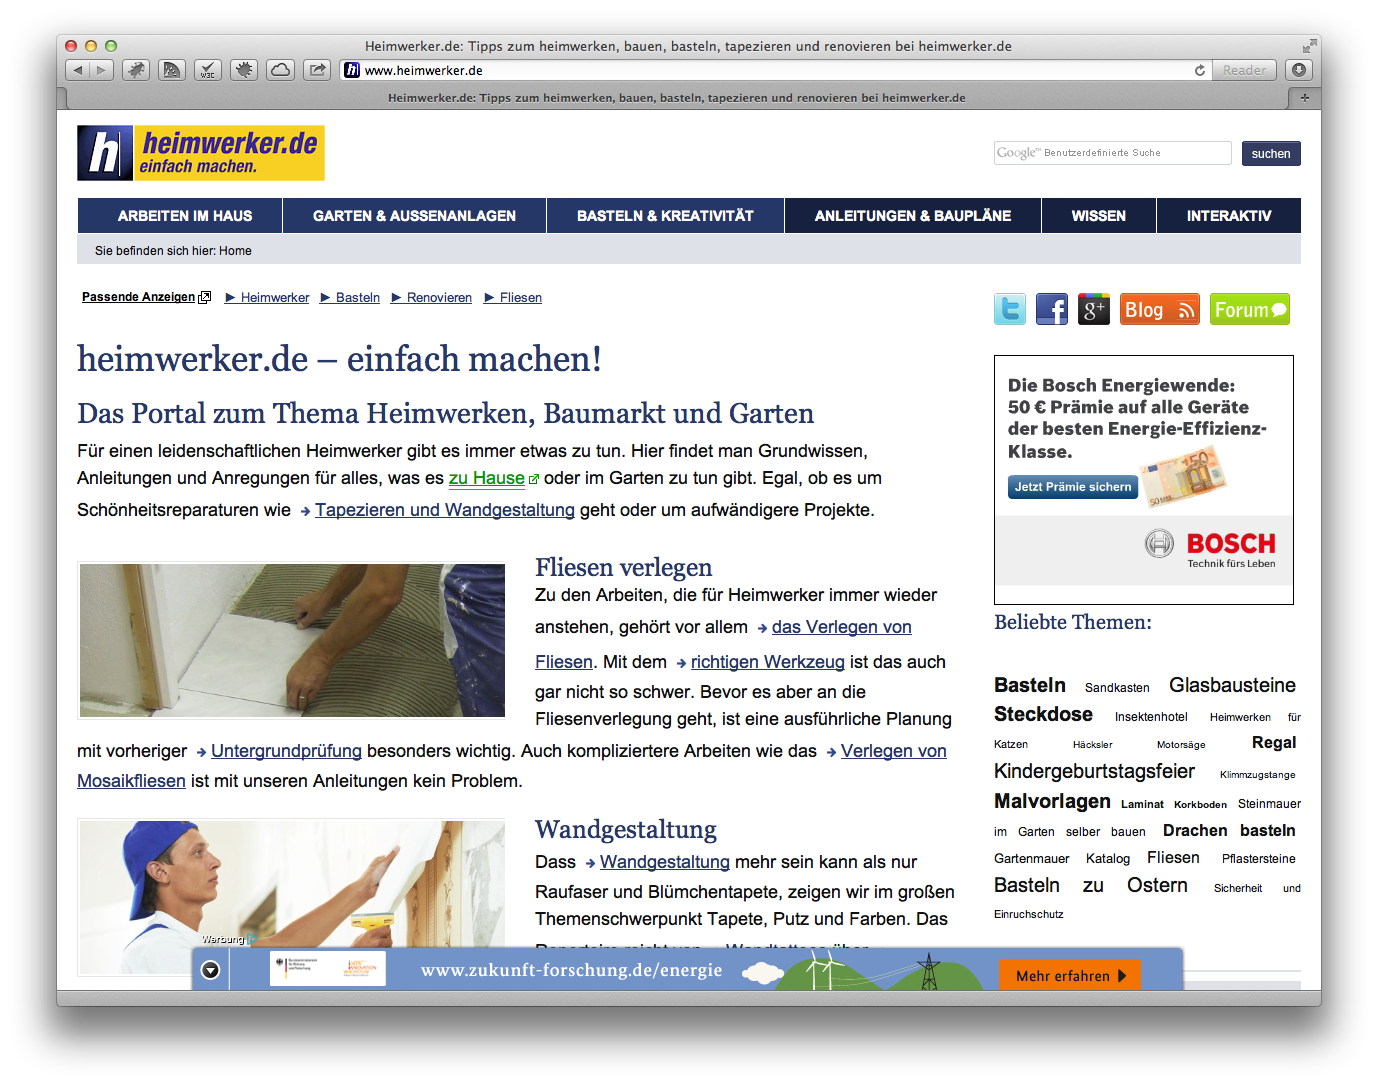 Heimwerker.de: Tipps zum heimwerken, bauen, basteln, tapezieren und renovieren bei heimwerker.de
W3C
h www.heimwerker.de
Reader
Heimwerker.de: Tipps zum heimwerken, bauen, basteln, tapezieren und renovieren bei heimwerker.de
h heimwerker.de
einfach machen.
Google™ Benutzerdefinierte Suche
suchen
ARBEITEN IM HAUS GARTEN & AUSSENANLAGEN BASTELN & KREATIVITÄT ANLEITUNGEN & BAUPLÄNE WISSEN INTERAKTIV
Sie befinden sich hier: Home
Passende Anzeigen ► Heimwerker ► Basteln ► Renovieren ► Fliesen
heimwerker.de – einfach machen!
Das Portal zum Thema Heimwerken, Baumarkt und Garten
Für einen leidenschaftlichen Heimwerker gibt es immer etwas zu tun. Hier findet man Grundwissen,
Anleitungen und Anregungen für alles, was es zu Hause oder im Garten zu tun gibt. Egal, ob es um
Schönheitsreparaturen wie → Tapezieren und Wandgestaltung geht oder um aufwändigere Projekte.
Fliesen verlegen
Zu den Arbeiten, die für Heimwerker immer wieder
anstehen, gehört vor allem → das Verlegen von
Fliesen. Mit dem → richtigen Werkzeug ist das auch
gar nicht so schwer. Bevor es aber an die
Fliesenverlegung geht, ist eine ausführliche Planung
mit vorheriger → Untergrundprüfung besonders wichtig. Auch kompliziertere Arbeiten wie das → Verlegen von
Mosaikfliesen ist mit unseren Anleitungen kein Problem.
Wandgestaltung
Dass → Wandgestaltung mehr sein kann als nur
Raufaser und Blümchentapete, zeigen wir im großen
Themenschwerpunkt Tapete, Putz und Farben. Das
Repertoire reicht von → Wandtattoos über
t f g+ Blog Forum
Die Bosch Energiewende:
50 € Prämie auf alle Geräte
der besten Energie-Effizienz-
Klasse.
Jetzt Prämie sichern
50
50 EURO
BOSCH
Technik fürs Leben
Beliebte Themen:
Basteln Sandkasten Glasbausteine
Steckdose Insektenhotel Heimwerken für
Katzen Häcksler Motorsäge Regal
Kindergeburtstagsfeier Klimmzugstange
Malvorlagen Laminat Korkboden Steinmauer
im Garten selber bauen Drachen basteln
Gartenmauer Katalog Fliesen Pflastersteine
Basteln zu Ostern Sicherheit und
Einruchschutz
Werbung
www.zukunft-forschung.de/energie
Mehr erfahren